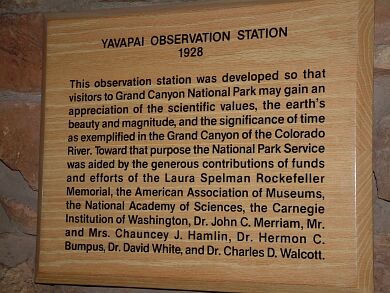 YAVAPAI OBSERVATION STATION
1928
This observation station was developed so that
visitors to Grand Canyon National Park may gain an
appreciation of the scientific values, the earth's
beauty and magnitude, and the significance of time
as exemplified in the Grand Canyon of the Colorado
River. Toward that purpose the National Park Service
was aided by the generous contributions of funds
and efforts of the Laura Spelman Rockefeller
Memorial, the American Association of Museums,
the National Academy of Sciences, the Carnegie
Institution of Washington, Dr. John C. Merriam, Mr.
and Mrs. Chauncey J. Hamlin, Dr. Hermon C.
Bumpus, Dr. David White, and Dr. Charles D. Walcott.